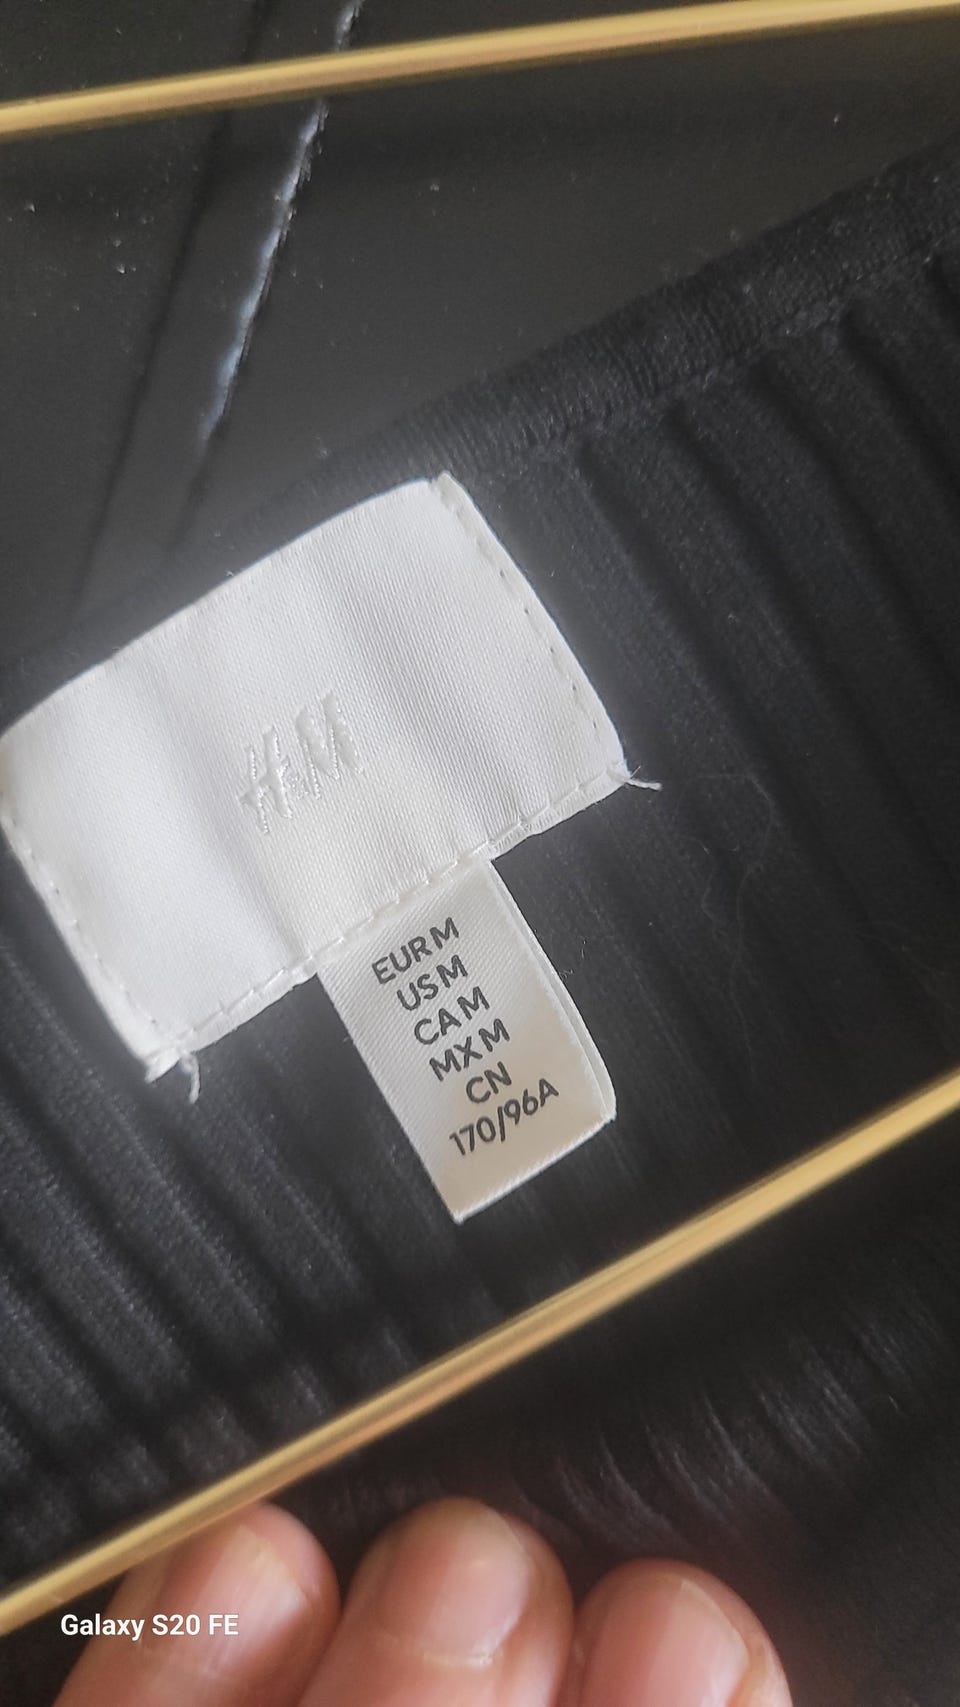 H&M
EUR M
US M
CA M
MX M
CN
170/96A
Galaxy S20 FE